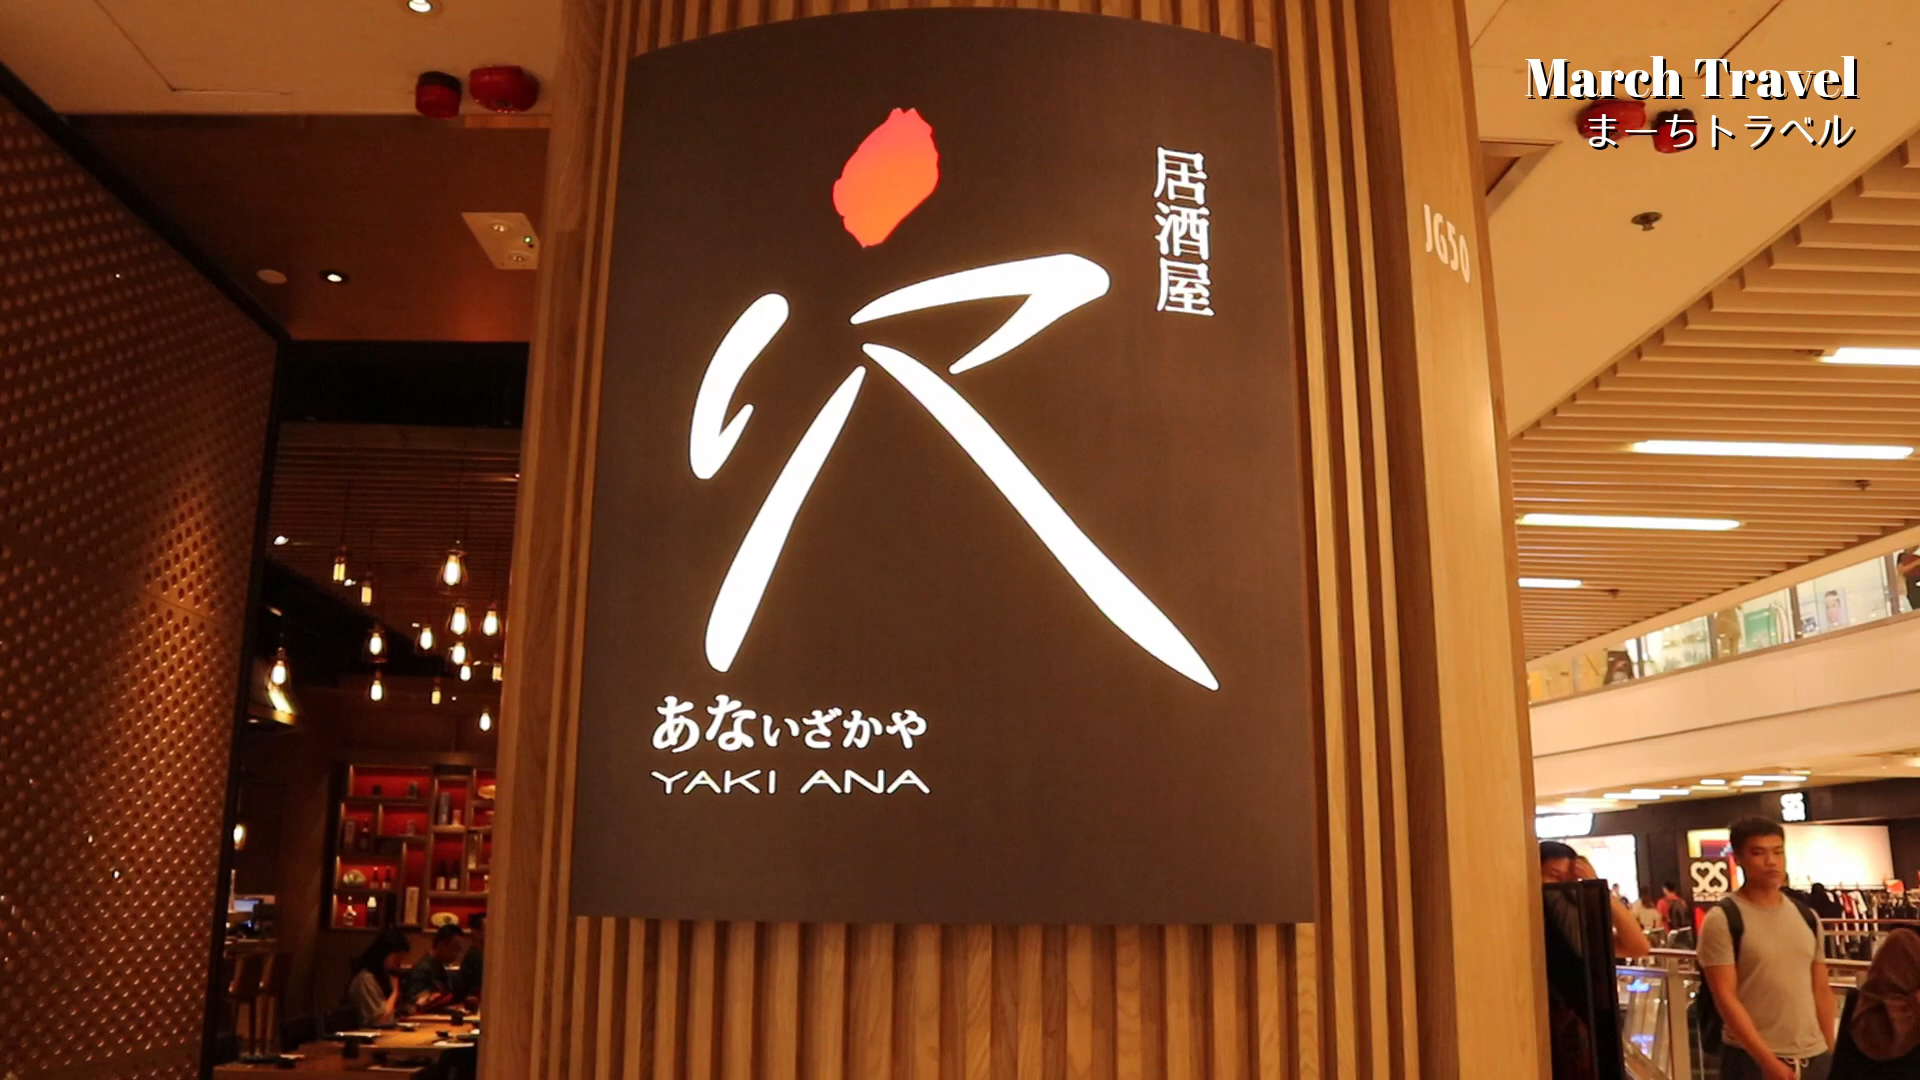 March Travel
まーちトラベル
居酒屋
穴
JG50
あないざかや
YAKI ANA